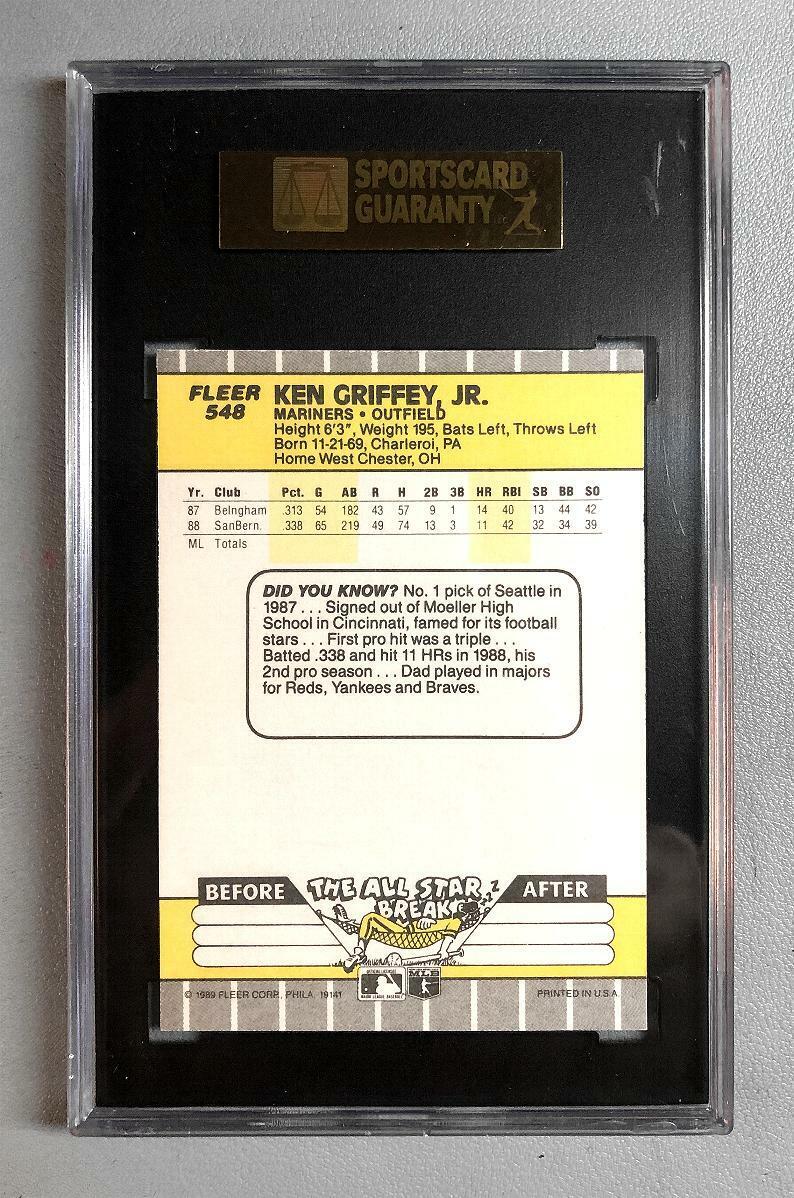 SPORTSCARD
GUARANTY
FLEER
548
KEN GRIFFEY, JR.
MARINERS • OUTFIELD
Height 6'3", Weight 195, Bats Left, Throws Left
Born 11-21-69, Charleroi, PA
Home West Chester, OH
Yr. Club Pct. G AB R H 2B 3B HR RBI SB BB SO
87 Belngham .313 54 182 43 57 9 1 14 40 13 44 42
88 SanBern. .338 65 219 49 74 13 3 11 42 32 34 39
ML Totals
DID YOU KNOW? No. 1 pick of Seattle in
1987 . . . Signed out of Moeller High
School in Cincinnati, famed for its football
stars . . . First pro hit was a triple . . .
Batted .338 and hit 11 HRs in 1988, his
2nd pro season . . . Dad played in majors
for Reds, Yankees and Braves.
BEFORE
THE ALL STAR
BREAK
Z Z Z
AFTER
OFFICIAL LICENSEE
MAJOR LEAGUE BASEBALL
MLB
© 1989 FLEER CORP., PHILA. 19141
PRINTED IN U.S.A.